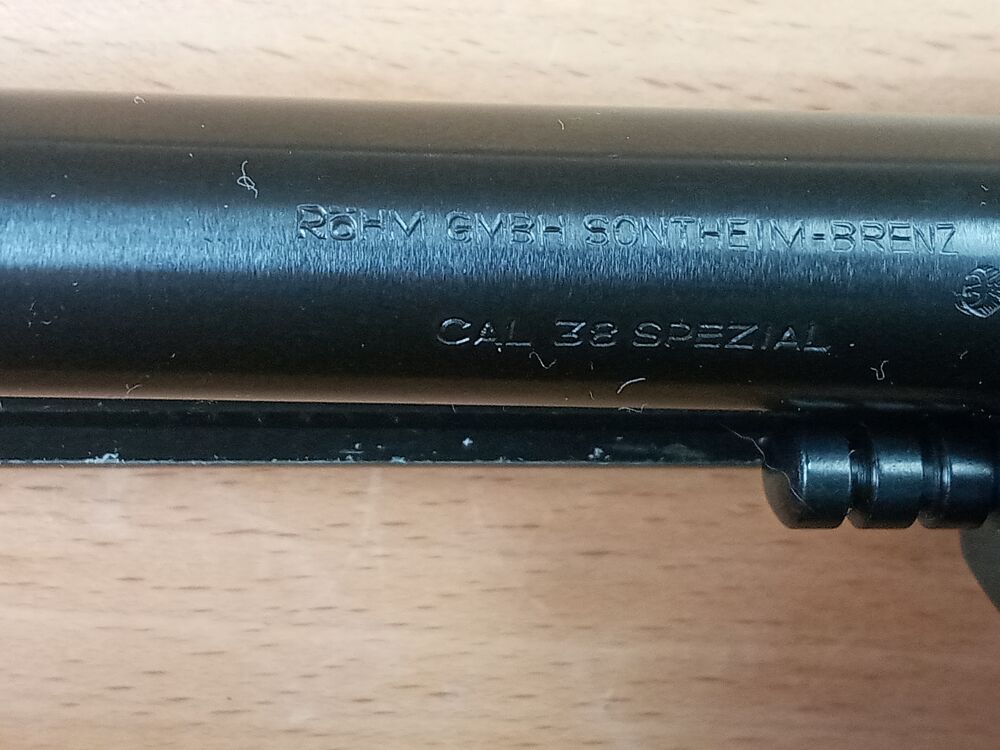 RöHM GMBH SONTHEIM-BRENZ
CAL 38 SPEZIAL